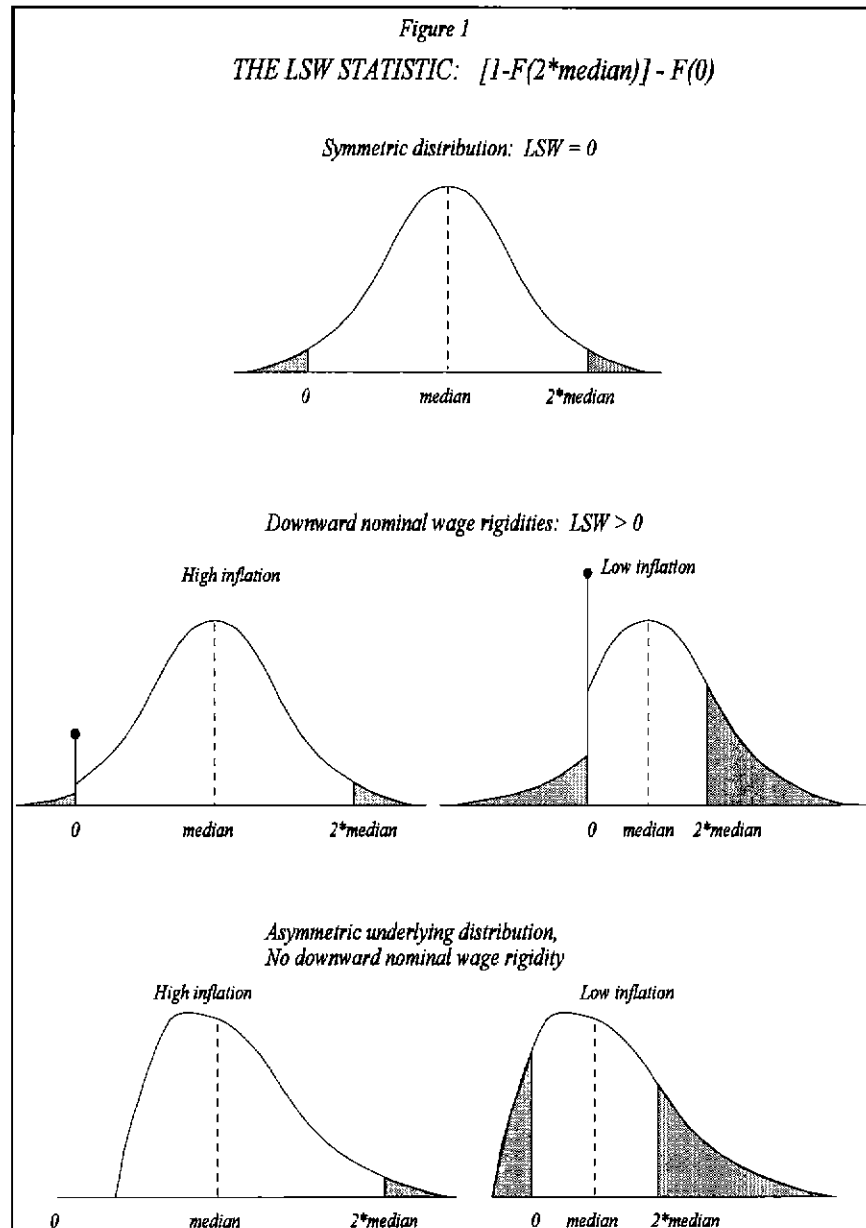 Figure 1
THE LSW STATISTIC: [1-F(2*median)] - F(0)
Symmetric distribution: LSW = 0
0 median 2*median
Downward nominal wage rigidities: LSW > 0
High inflation
Low inflation
0 median 2*median
0 median 2*median
Asymmetric underlying distribution,
No downward nominal wage rigidity
High inflation
Low inflation
0 median 2*median
0 median 2*median